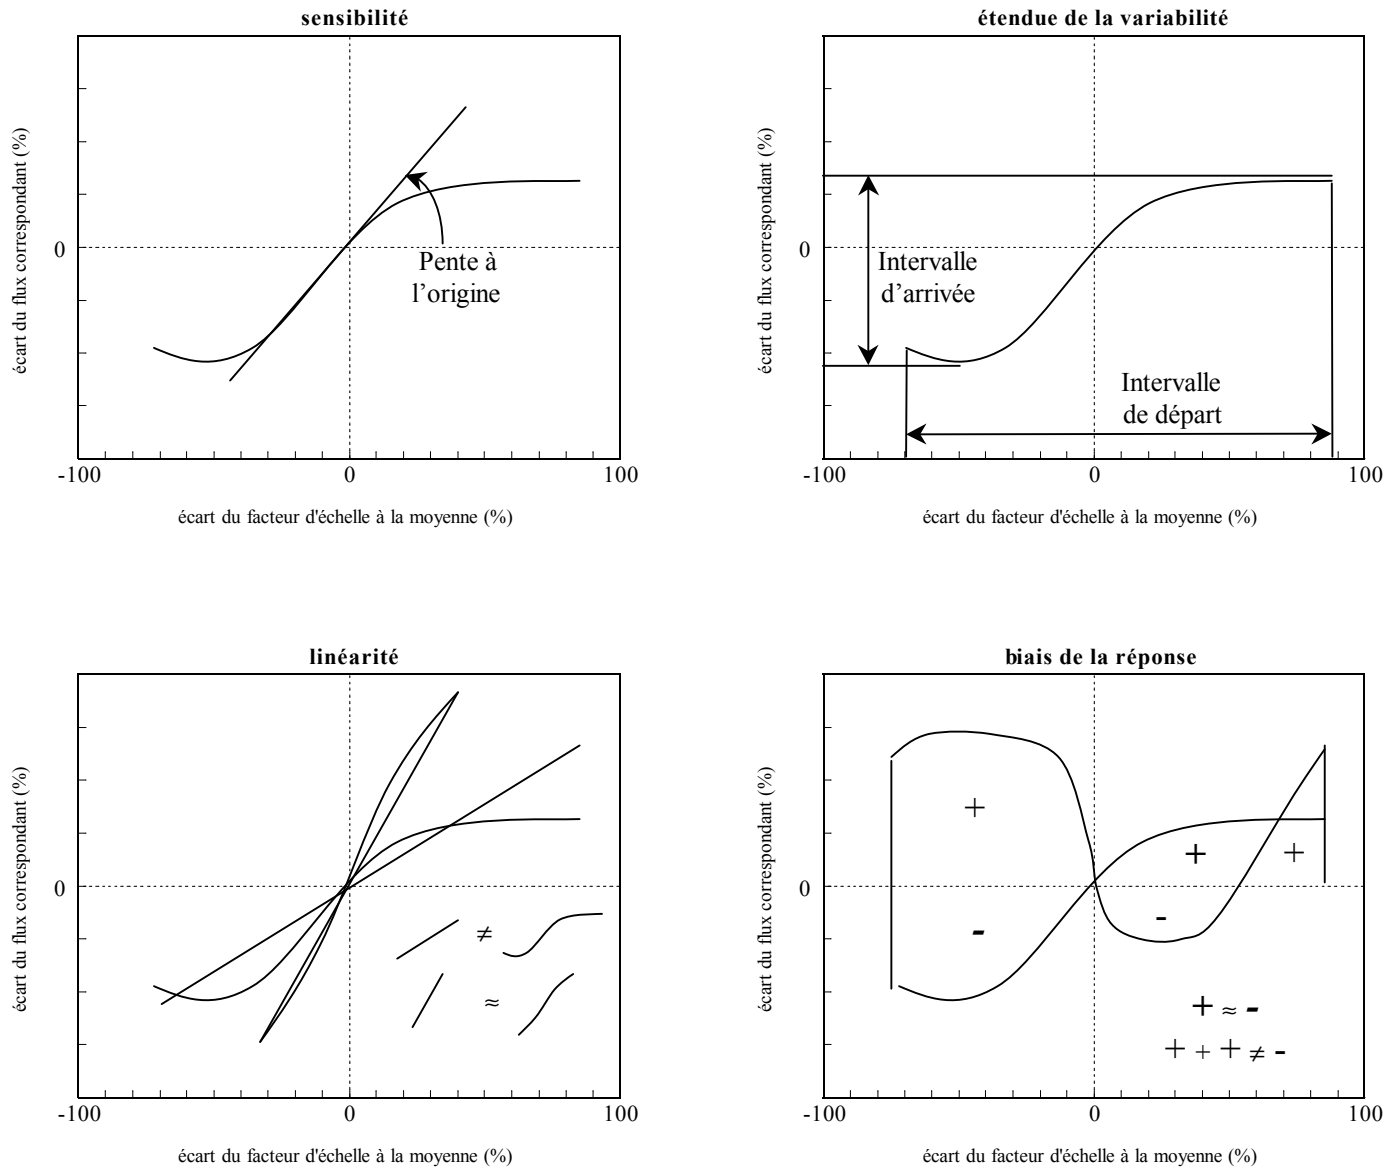 sensibilité
écart du flux correspondant (%)
0
Pente à
l’origine
-100
0
100
écart du facteur d'échelle à la moyenne (%)
étendue de la variabilité
écart du flux correspondant (%)
0
Intervalle
d’arrivée
Intervalle
de départ
-100
0
100
écart du facteur d'échelle à la moyenne (%)
linéarité
écart du flux correspondant (%)
0
≠
≈
-100
0
100
écart du facteur d'échelle à la moyenne (%)
biais de la réponse
écart du flux correspondant (%)
0
+
+ +
-
-
+ ≈ -
+ + + ≠ -
-100
0
100
écart du facteur d'échelle à la moyenne (%)